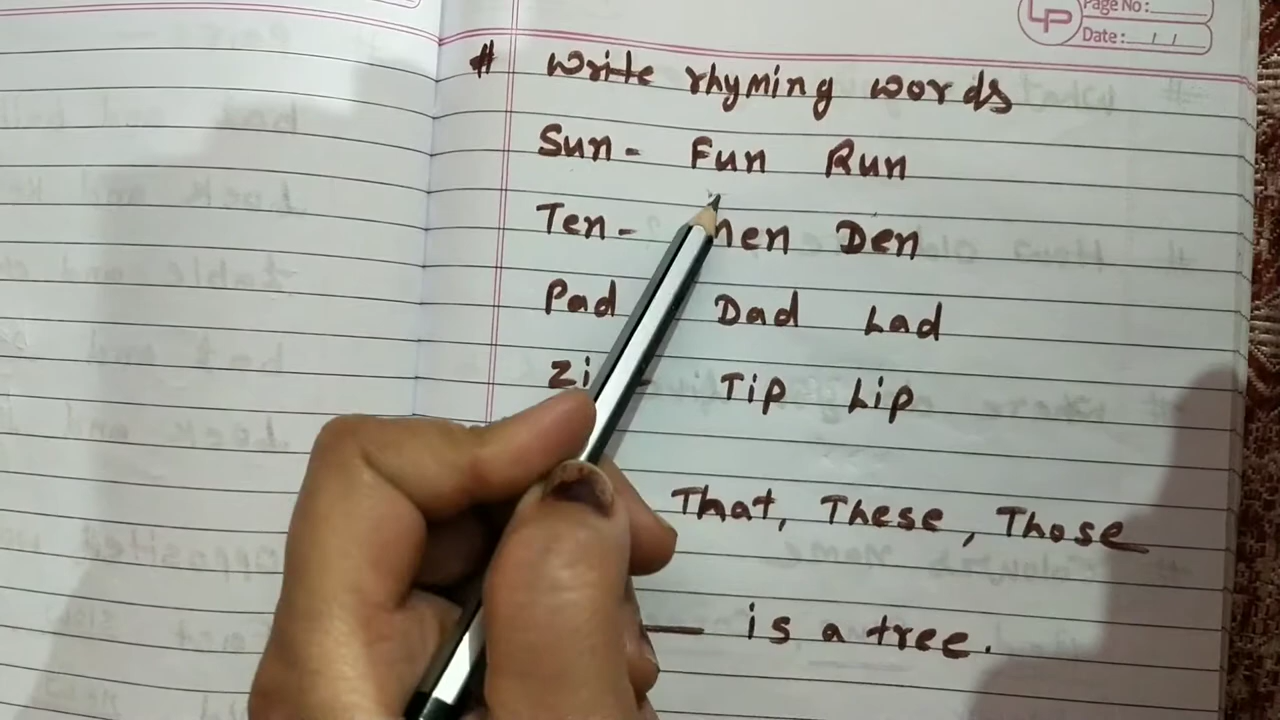 LP Page No:
Date:
# Write rhyming words
Sun- Fun Run
Ten- Den
Pad Dad Lad
Tip Lip
That, These, Those
is a tree.